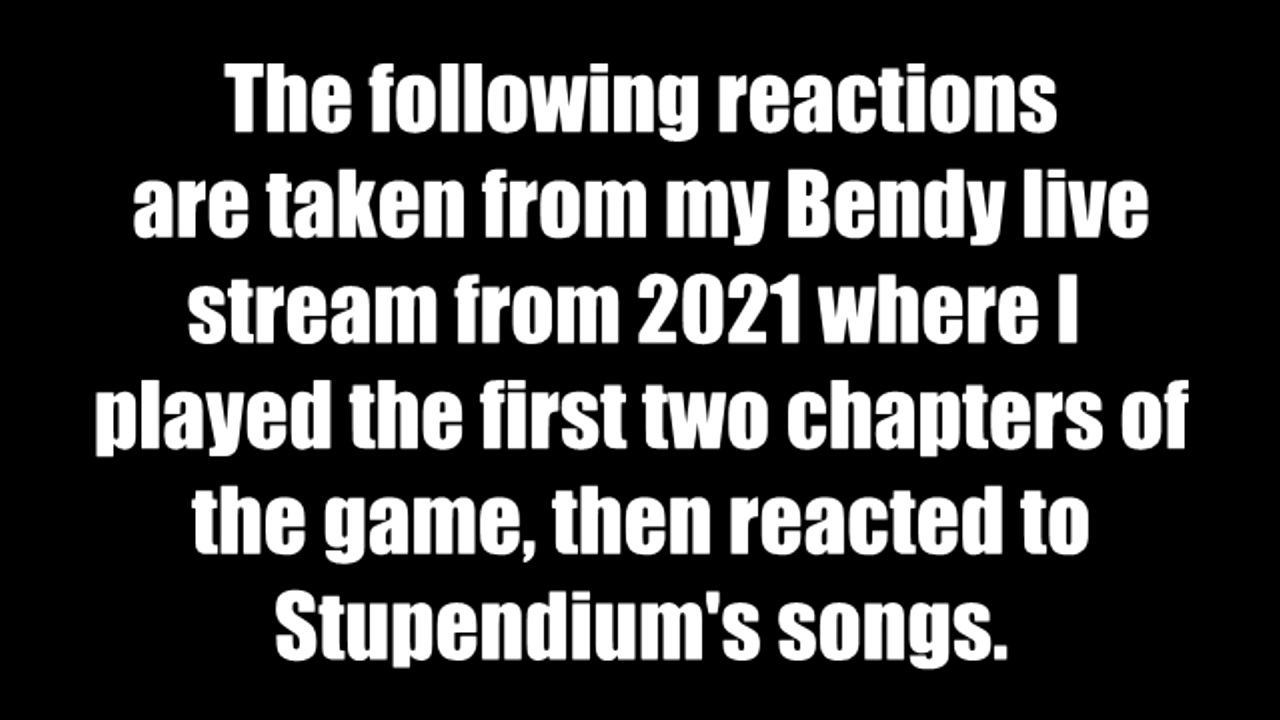 The following reactions
are taken from my Bendy live
stream from 2021 where I
played the first two chapters of
the game, then reacted to
Stupendium's songs.